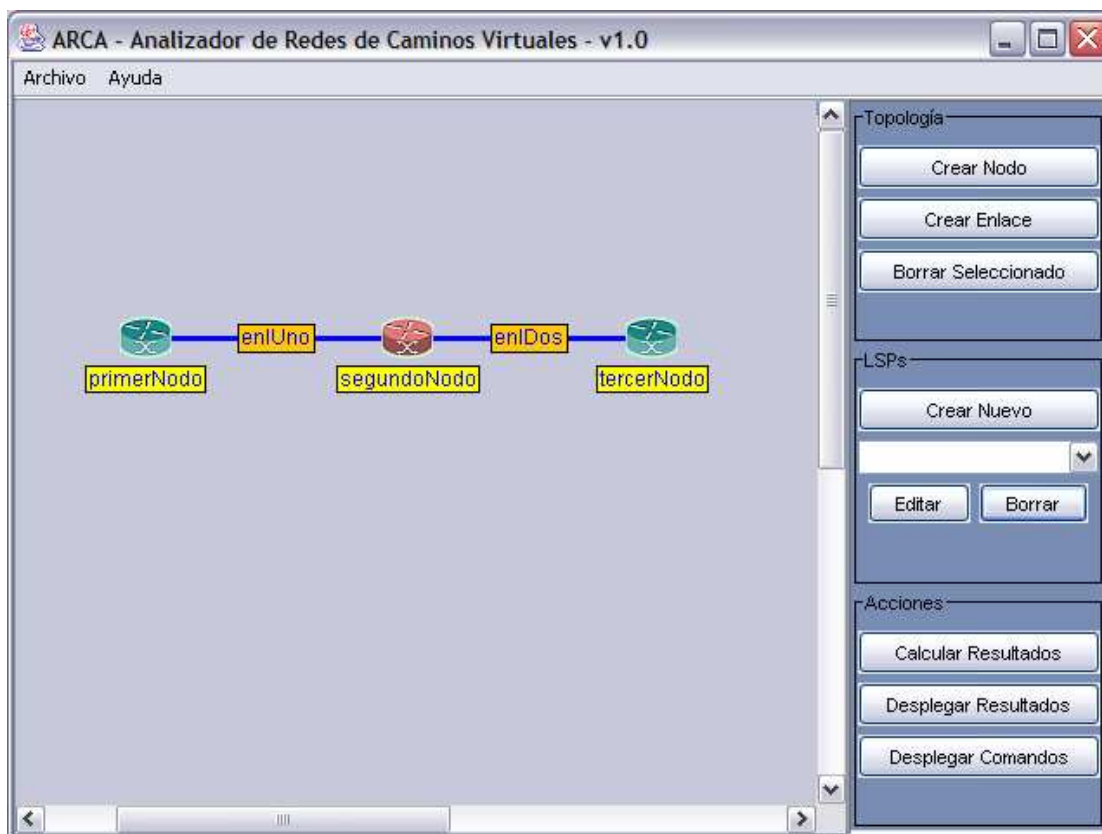 ARCA - Analizador de Redes de Caminos Virtuales - v1.0
Archivo Ayuda
Topología
Crear Nodo
Crear Enlace
Borrar Seleccionado
enlUno
enlDos
primerNodo
segundoNodo
tercerNodo
LSPs
Crear Nuevo
Editar
Borrar
Acciones
Calcular Resultados
Desplegar Resultados
Desplegar Comandos